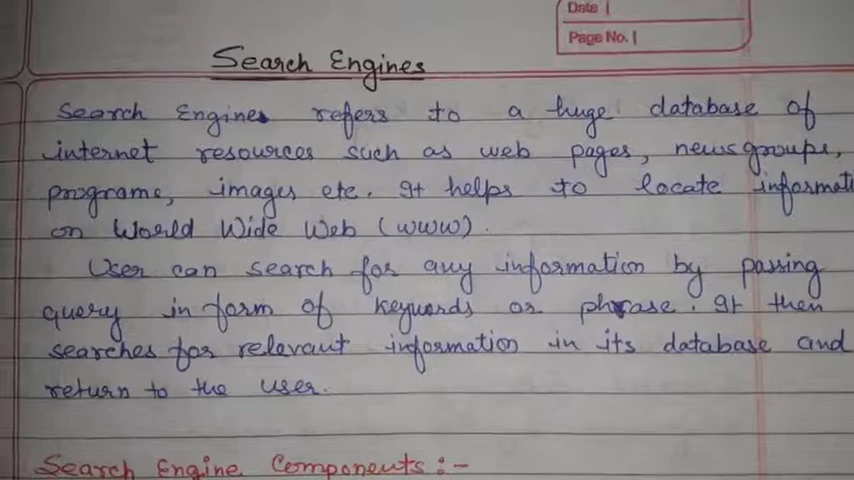 Date
Page No.
Search Engines
Search Engines refers to a huge database of
internet resources such as web pages, newsgroups,
programs, images etc. It helps to locate informati
on World Wide Web (WWW).
User can search for any information by passing
query in form of keywords or phrase. It then
searches for relevant information in its database and
return to the user.
Search Engine Components :-